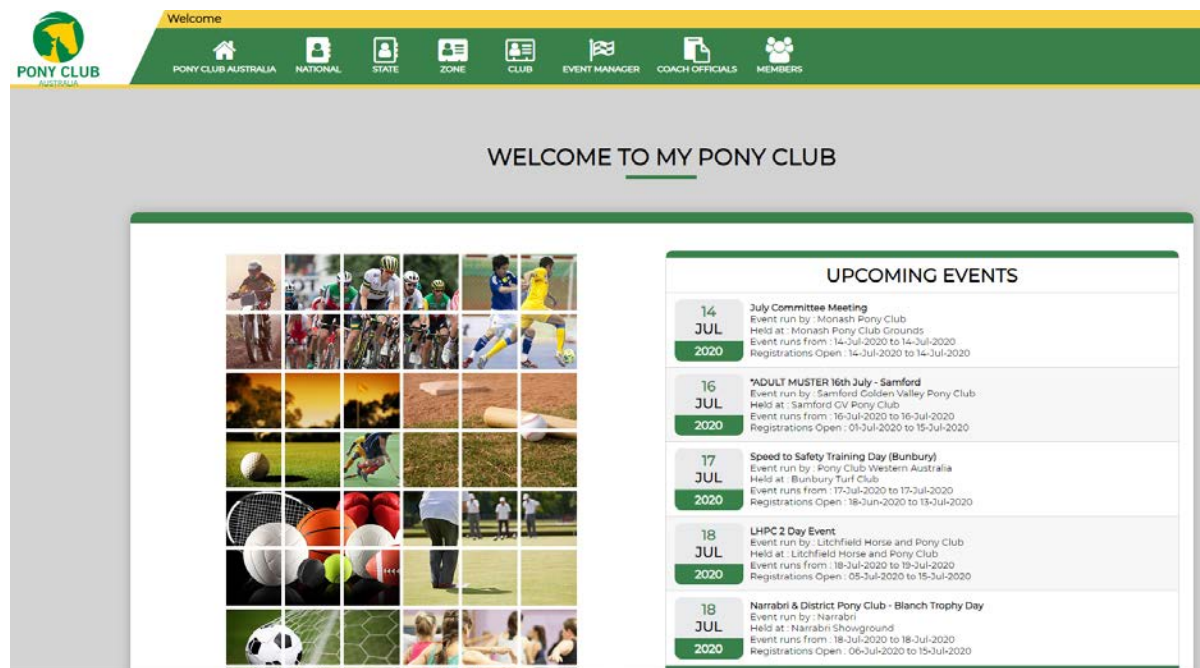 Welcome
PONY CLUB
AUSTRALIA
PONY CLUB AUSTRALIA
NATIONAL
STATE
ZONE
CLUB
EVENT MANAGER
COACH OFFICIALS
MEMBERS
WELCOME TO MY PONY CLUB
UPCOMING EVENTS
14
JUL
2020
July Committee Meeting
Event run by : Monash Pony Club
Held at : Monash Pony Club Grounds
Event runs from : 14-Jul-2020 to 14-Jul-2020
Registrations Open : 14-Jul-2020 to 14-Jul-2020
16
JUL
2020
*ADULT MUSTER 16th July - Samford
Event run by : Samford Golden Valley Pony Club
Held at : Samford GV Pony Club
Event runs from : 16-Jul-2020 to 16-Jul-2020
Registrations Open : 01-Jul-2020 to 15-Jul-2020
17
JUL
2020
Speed to Safety Training Day (Bunbury)
Event run by : Pony Club Western Australia
Held at : Bunbury Turf Club
Event runs from : 17-Jul-2020 to 17-Jul-2020
Registrations Open : 18-Jun-2020 to 13-Jul-2020
18
JUL
2020
LHPC 2 Day Event
Event run by : Litchfield Horse and Pony Club
Held at : Litchfield Horse and Pony Club
Event runs from : 18-Jul-2020 to 19-Jul-2020
Registrations Open : 05-Jul-2020 to 15-Jul-2020
18
JUL
2020
Narrabri & District Pony Club - Blanch Trophy Day
Event run by : Narrabri
Held at : Narrabri Showground
Event runs from : 18-Jul-2020 to 18-Jul-2020
Registrations Open : 06-Jul-2020 to 15-Jul-2020